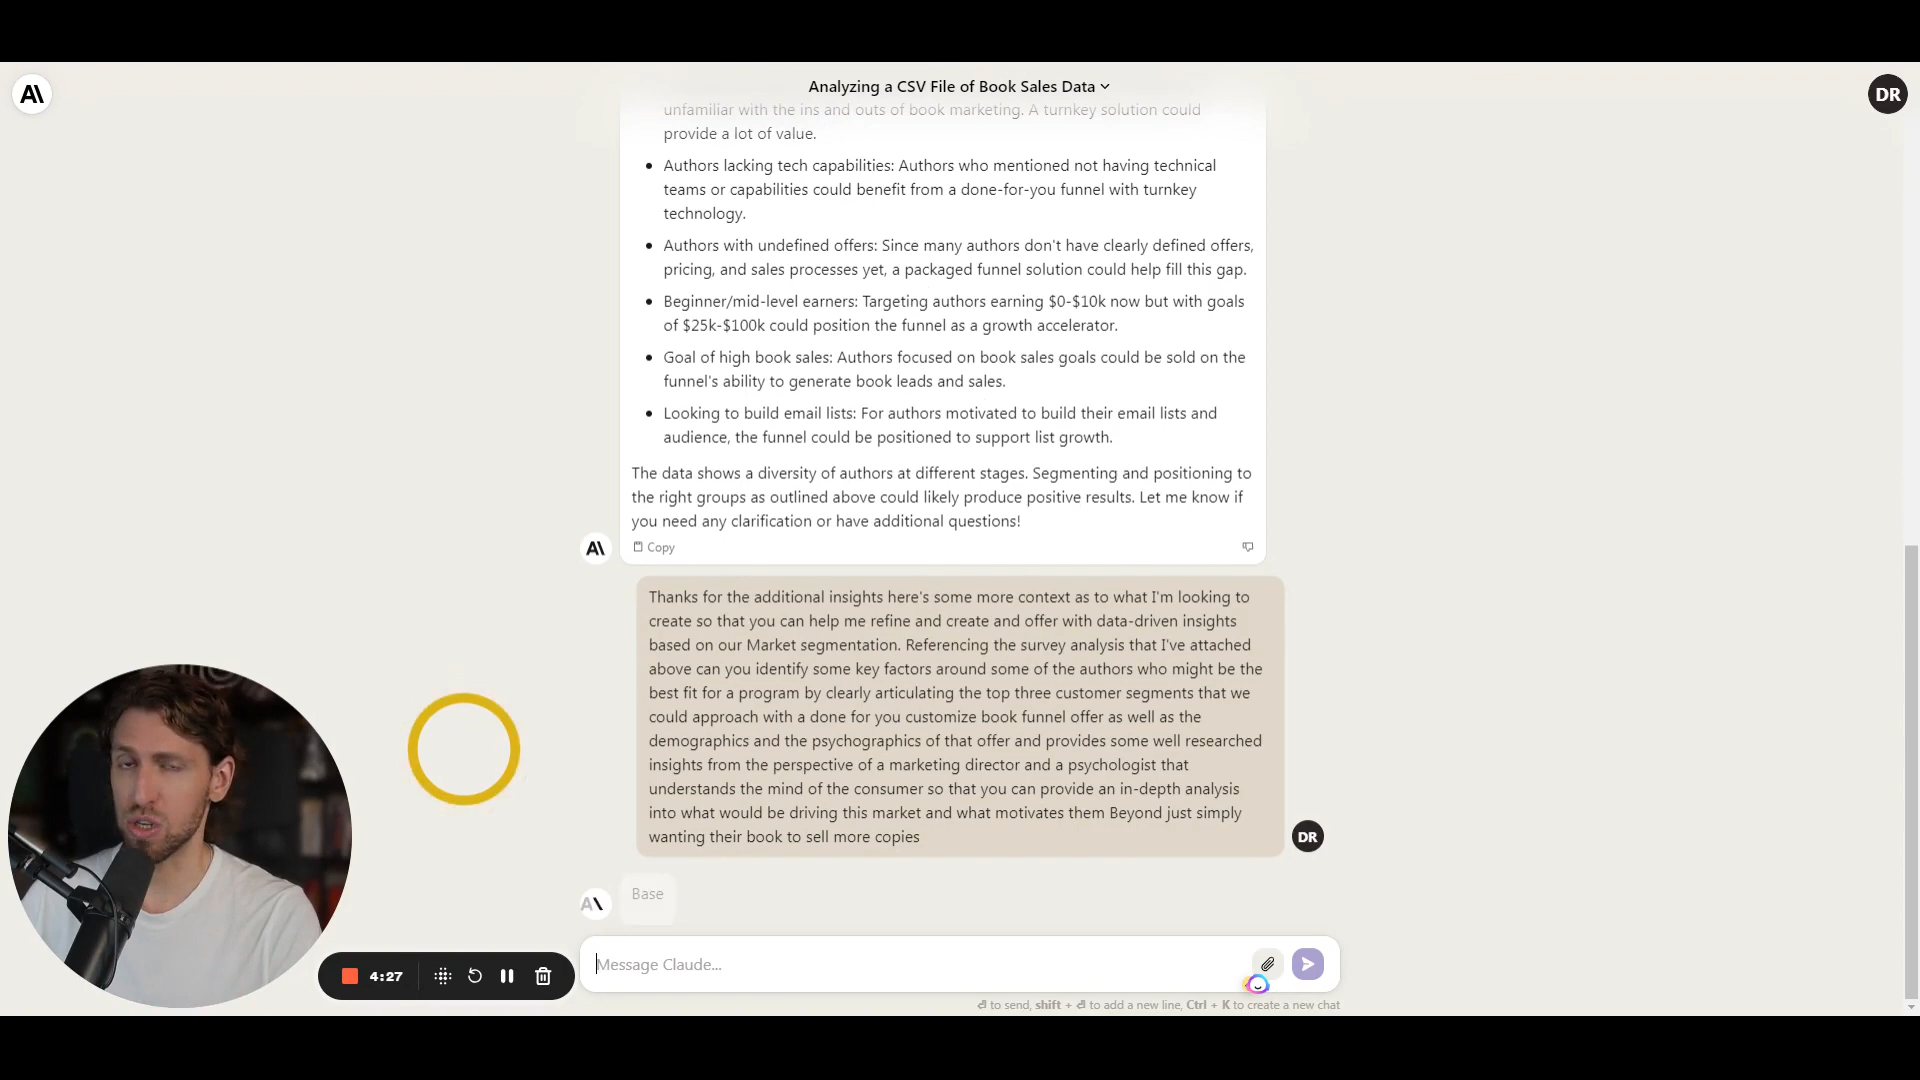 Analyzing a CSV File of Book Sales Data
DR
unfamiliar with the ins and outs of book marketing. A turnkey solution could
provide a lot of value.
• Authors lacking tech capabilities: Authors who mentioned not having technical
teams or capabilities could benefit from a done-for-you funnel with turnkey
technology.
• Authors with undefined offers: Since many authors don't have clearly defined offers,
pricing, and sales processes yet, a packaged funnel solution could help fill this gap.
• Beginner/mid-level earners: Targeting authors earning $0-$10k now but with goals
of $25k-$100k could position the funnel as a growth accelerator.
• Goal of high book sales: Authors focused on book sales goals could be sold on the
funnel's ability to generate book leads and sales.
• Looking to build email lists: For authors motivated to build their email lists and
audience, the funnel could be positioned to support list growth.
The data shows a diversity of authors at different stages. Segmenting and positioning to
the right groups as outlined above could likely produce positive results. Let me know if
you need any clarification or have additional questions!
A\
Copy
Thanks for the additional insights here's some more context as to what I'm looking to
create so that you can help me refine and create and offer with data-driven insights
based on our Market segmentation. Referencing the survey analysis that I've attached
above can you identify some key factors around some of the authors who might be the
best fit for a program by clearly articulating the top three customer segments that we
could approach with a done for you customize book funnel offer as well as the
demographics and the psychographics of that offer and provides some well researched
insights from the perspective of a marketing director and a psychologist that
understands the mind of the consumer so that you can provide an in-depth analysis
into what would be driving this market and what motivates them Beyond just simply
wanting their book to sell more copies
DR
A\
Base
Message Claude...
4:27
⏎ to send, shift + ⏎ to add a new line, Ctrl + K to create a new chat